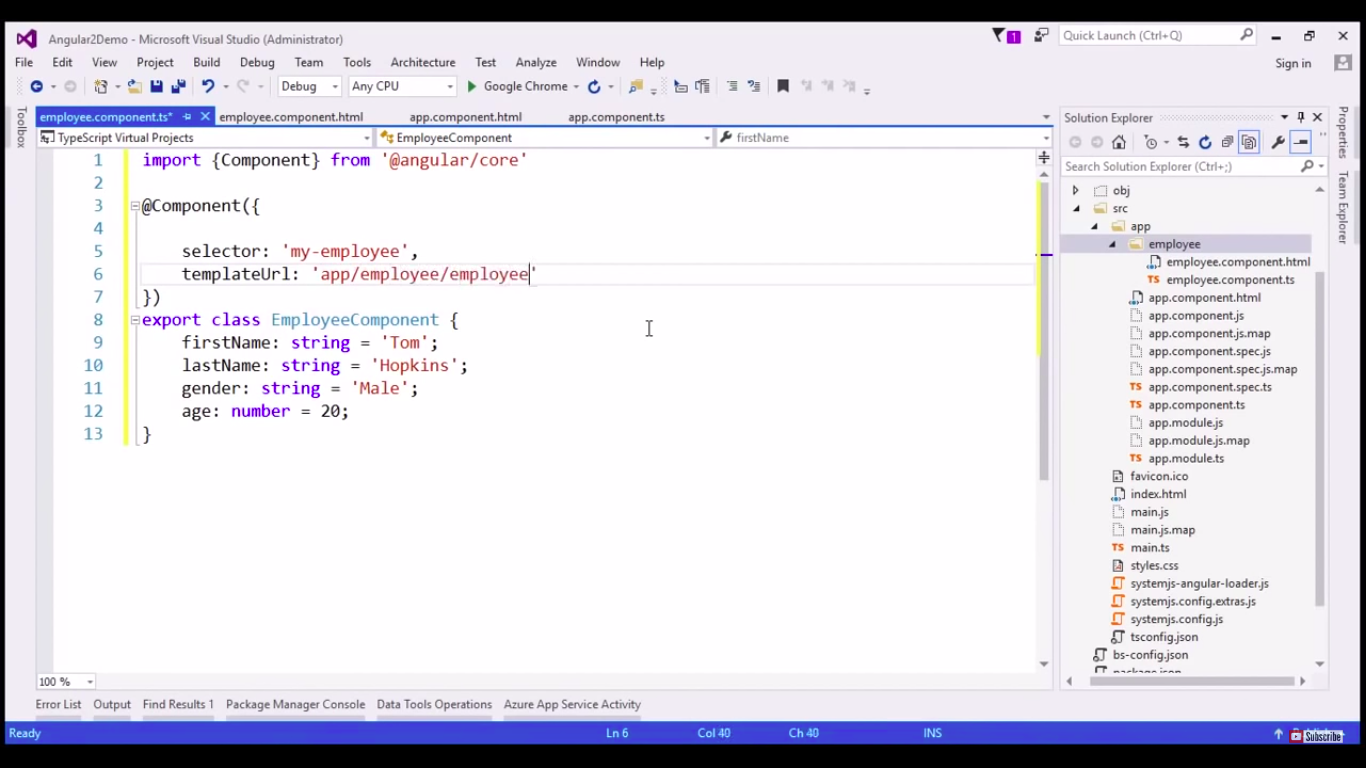 Angular2Demo - Microsoft Visual Studio (Administrator)
1
Quick Launch (Ctrl+Q)
File Edit View Project Build Debug Team Tools Architecture Test Analyze Window Help
Sign in
Debug Any CPU Google Chrome
Toolbox
employee.component.ts* employee.component.html app.component.html app.component.ts
TypeScript Virtual Projects EmployeeComponent firstName
1 import {Component} from '@angular/core'
2
3 @Component({
4
5 selector: 'my-employee',
6 templateUrl: 'app/employee/employee'
7 })
8 export class EmployeeComponent {
9 firstName: string = 'Tom';
10 lastName: string = 'Hopkins';
11 gender: string = 'Male';
12 age: number = 20;
13 }
100 %
Solution Explorer
Search Solution Explorer (Ctrl+;)
obj
src
app
employee
employee.component.html
TS employee.component.ts
app.component.html
app.component.js
app.component.js.map
app.component.spec.js
app.component.spec.js.map
TS app.component.spec.ts
TS app.component.ts
app.module.js
app.module.js.map
TS app.module.ts
favicon.ico
index.html
main.js
main.js.map
TS main.ts
styles.css
systemjs-angular-loader.js
systemjs.config.extras.js
systemjs.config.js
tsconfig.json
bs-config.json
package.json
Properties
Team Explorer
Error List Output Find Results 1 Package Manager Console Data Tools Operations Azure App Service Activity
Ready Ln 6 Col 40 Ch 40 INS
Subscribe